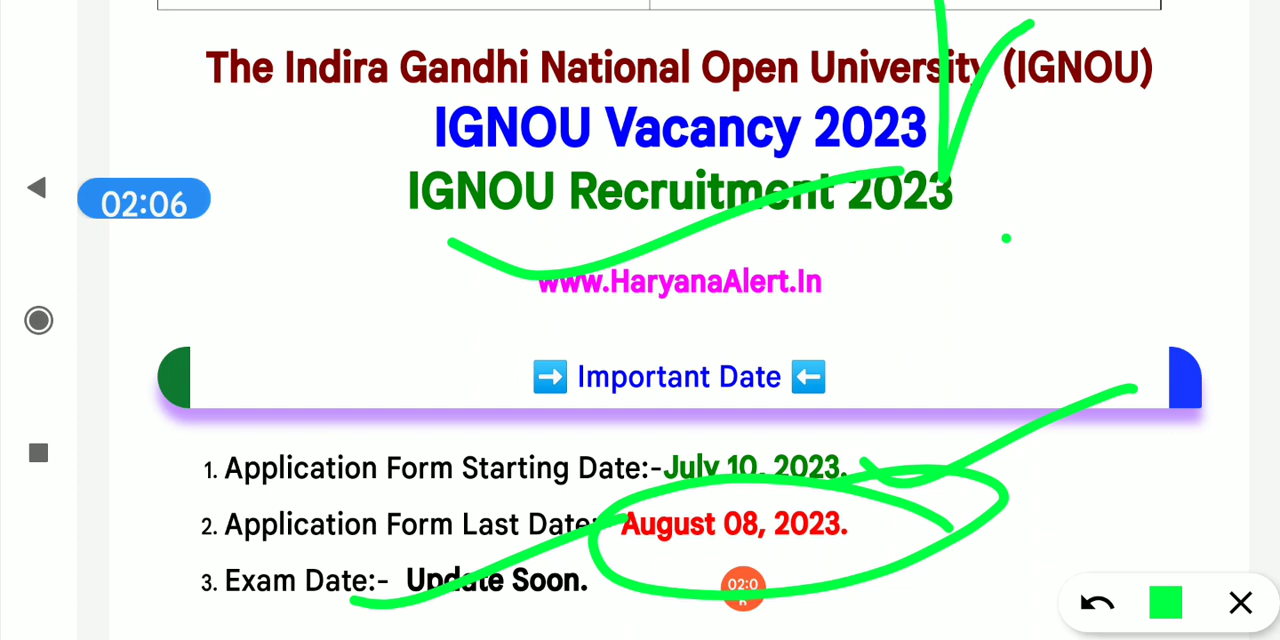 The Indira Gandhi National Open University (IGNOU)
IGNOU Vacancy 2023
02:06
IGNOU Recruitment 2023
www.HaryanaAlert.In
➡ Important Date ⬅
1. Application Form Starting Date:-July 10, 2023.
2. Application Form Last Date:- August 08, 2023.
3. Exam Date:- Update Soon.